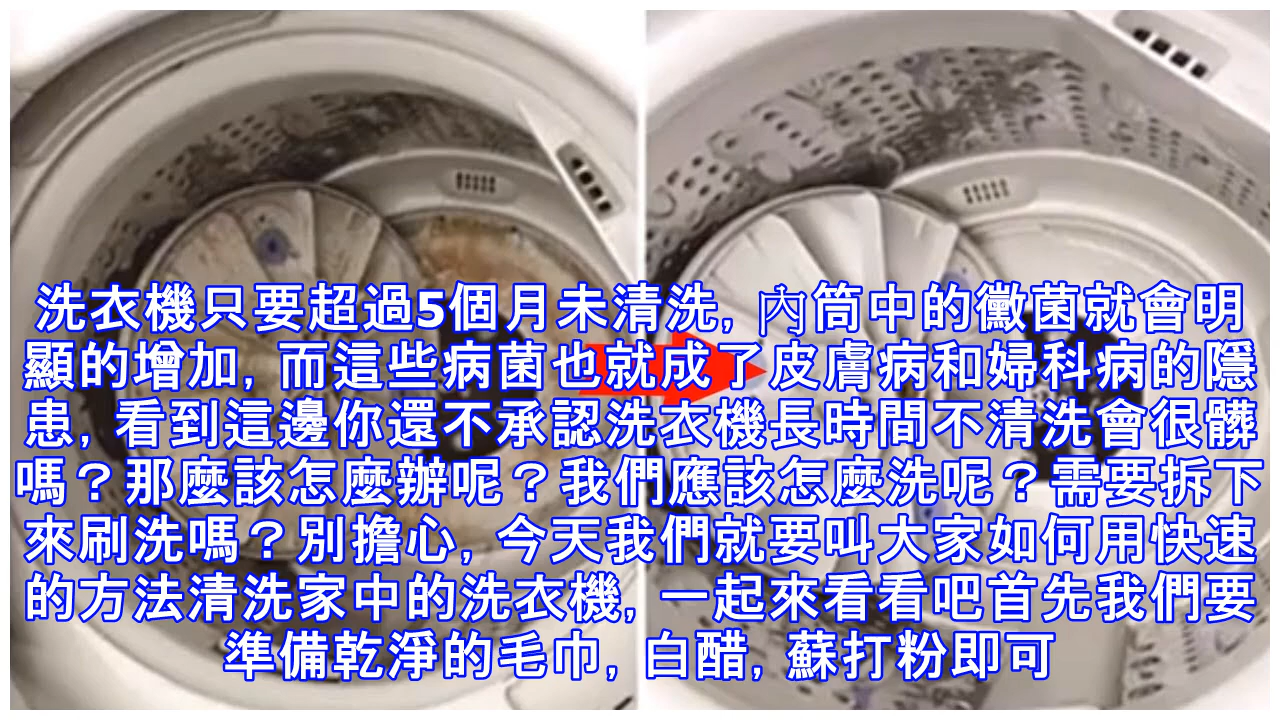 洗衣機只要超過5個月未清洗, 內筒中的黴菌就會明
顯的增加, 而這些病菌也就成了皮膚病和婦科病的隱
患, 看到這邊你還不承認洗衣機長時間不清洗會很髒
嗎？那麼該怎麼辦呢？我們應該怎麼洗呢？需要拆下
來刷洗嗎？別擔心, 今天我們就要叫大家如何用快速
的方法清洗家中的洗衣機, 一起來看看吧首先我們要
準備乾淨的毛巾, 白醋, 蘇打粉即可